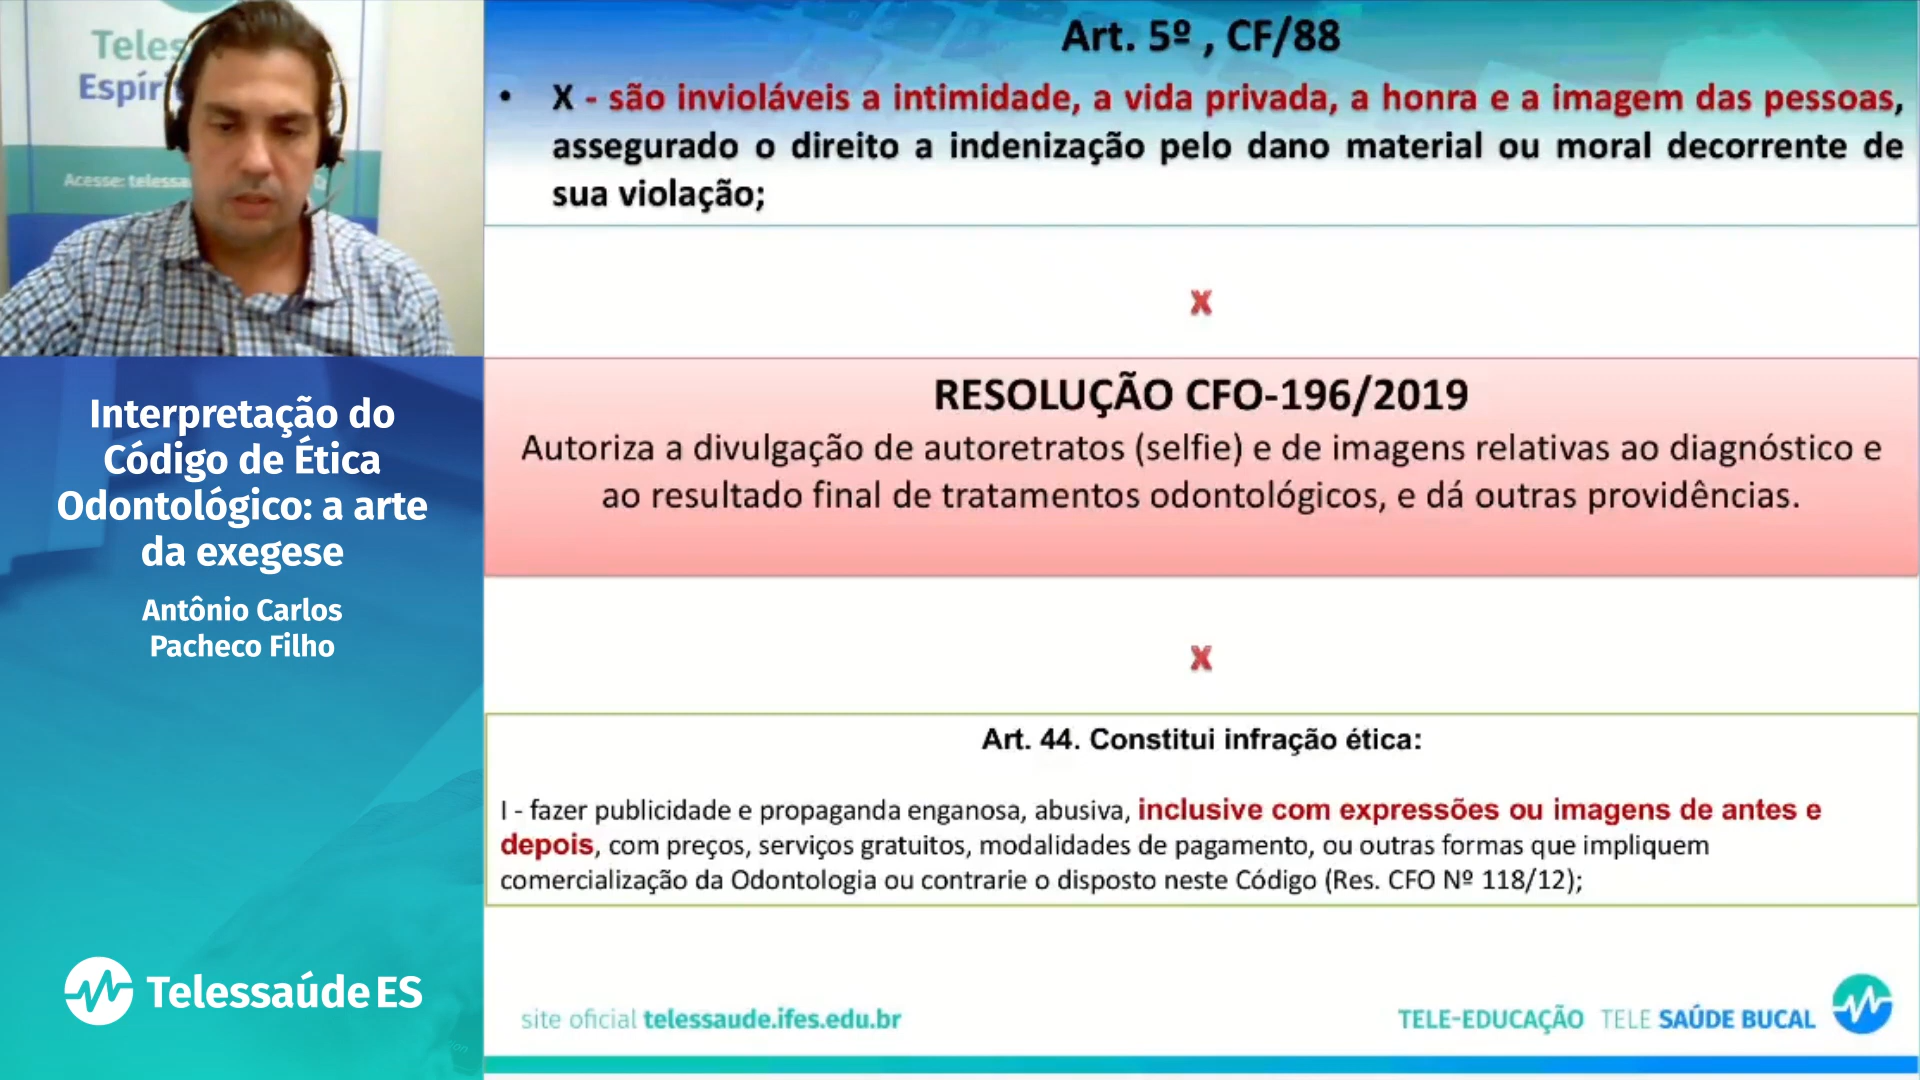 Teles
Espír
Acesse: telessa
Interpretação do
Código de Ética
Odontológico: a arte
da exegese
Antônio Carlos
Pacheco Filho
Telessaúde ES
Art. 5º , CF/88
• X - são invioláveis a intimidade, a vida privada, a honra e a imagem das pessoas,
assegurado o direito a indenização pelo dano material ou moral decorrente de
sua violação;
X
RESOLUÇÃO CFO-196/2019
Autoriza a divulgação de autoretratos (selfie) e de imagens relativas ao diagnóstico e
ao resultado final de tratamentos odontológicos, e dá outras providências.
X
Art. 44. Constitui infração ética:
I - fazer publicidade e propaganda enganosa, abusiva, inclusive com expressões ou imagens de antes e
depois, com preços, serviços gratuitos, modalidades de pagamento, ou outras formas que impliquem
comercialização da Odontologia ou contrarie o disposto neste Código (Res. CFO Nº 118/12);
site oficial telessaude.ifes.edu.br
TELE-EDUCAÇÃO TELE SAÚDE BUCAL